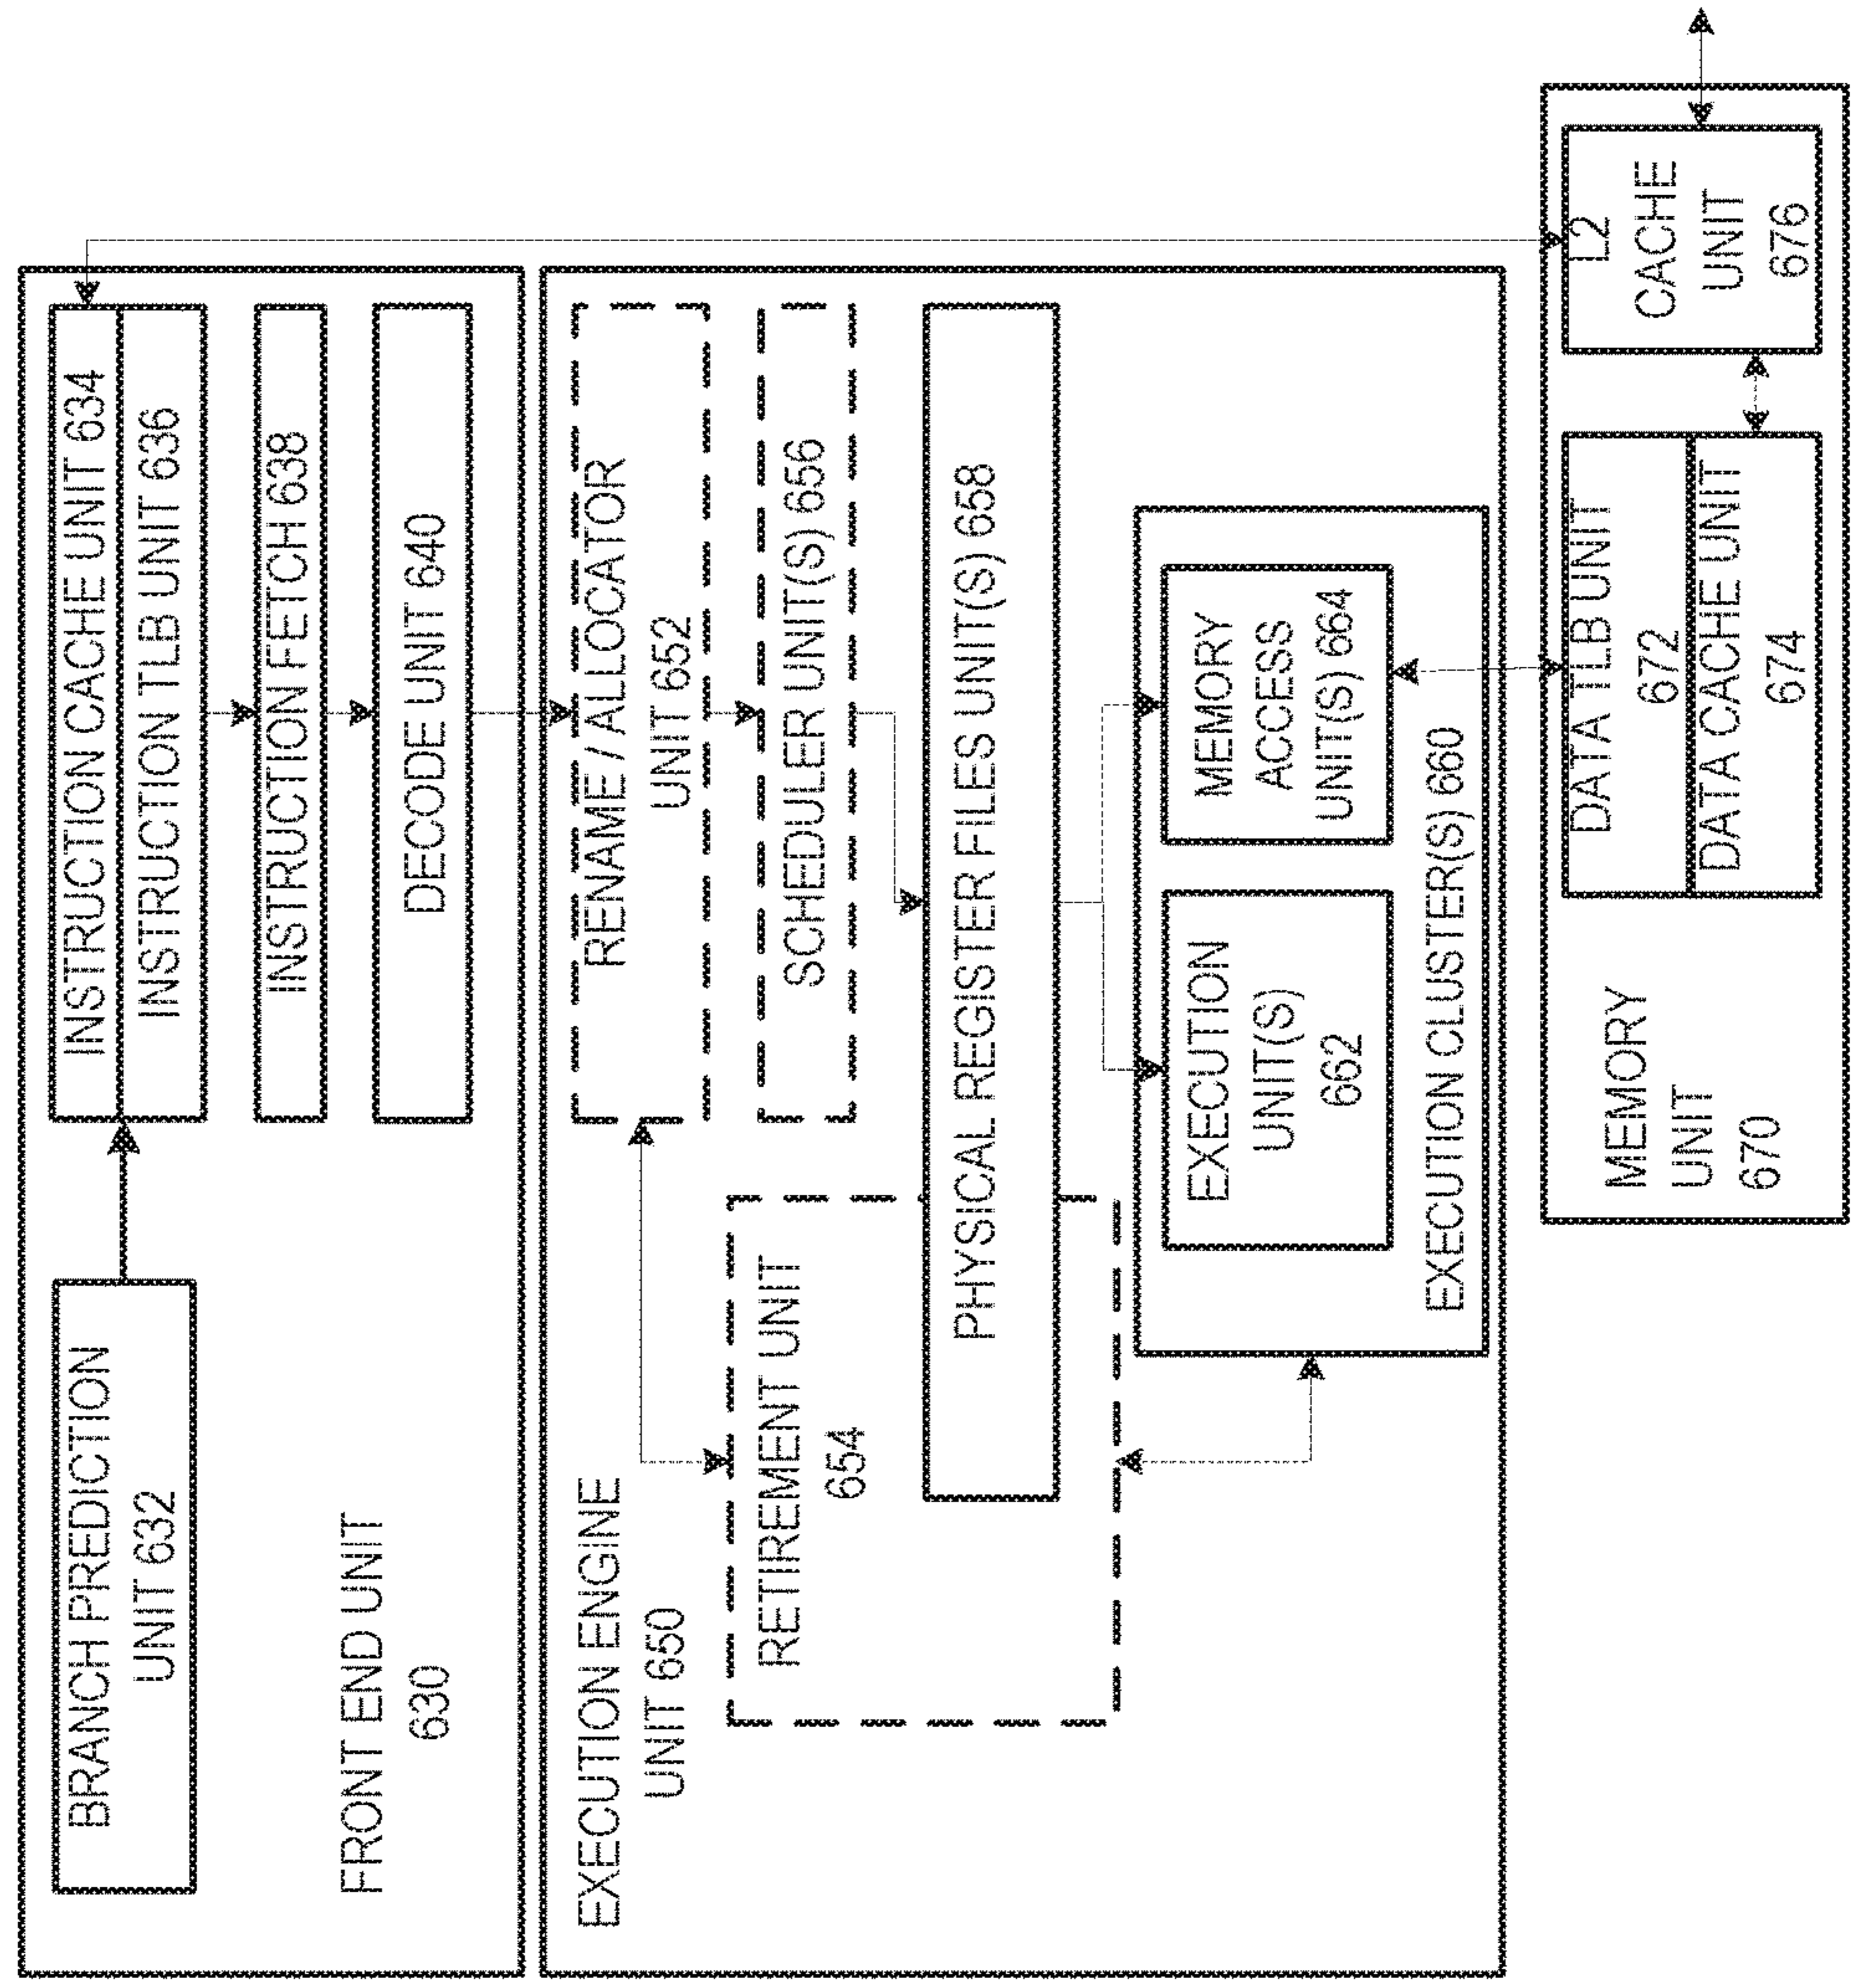 BRANCH PREDICTION
UNIT 632
INSTRUCTION CACHE UNIT 634
INSTRUCTION TLB UNIT 636
INSTRUCTION FETCH 638
FRONT END UNIT
630
DECODE UNIT 640
EXECUTION ENGINE
UNIT 650
RENAME / ALLOCATOR
UNIT 652
RETIREMENT UNIT
654
SCHEDULER UNIT(S) 656
PHYSICAL REGISTER FILES UNIT(S) 658
EXECUTION
UNIT(S)
662
MEMORY
ACCESS
UNIT(S) 664
EXECUTION CLUSTER(S) 660
MEMORY
UNIT
670
DATA TLB UNIT
672
DATA CACHE UNIT
674
L2
CACHE
UNIT
676